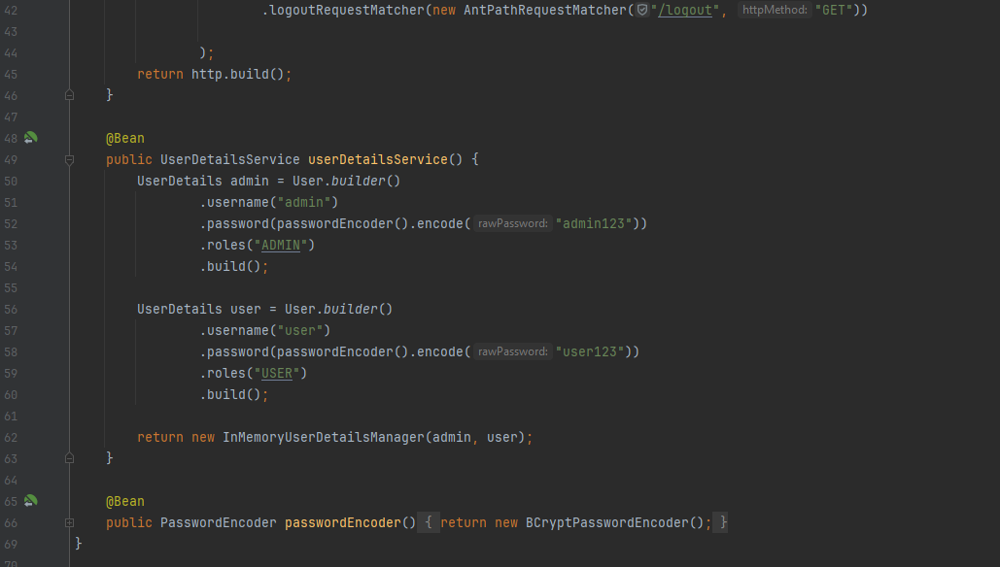 42 .logoutRequestMatcher(new AntPathRequestMatcher("/logout", httpMethod: "GET"))
43
44 );
45 return http.build();
46 }
47
48 @Bean
49 public UserDetailsService userDetailsService() {
50 UserDetails admin = User.builder()
51 .username("admin")
52 .password(passwordEncoder().encode( rawPassword: "admin123"))
53 .roles("ADMIN")
54 .build();
55
56 UserDetails user = User.builder()
57 .username("user")
58 .password(passwordEncoder().encode( rawPassword: "user123"))
59 .roles("USER")
60 .build();
61
62 return new InMemoryUserDetailsManager(admin, user);
63 }
64
65 @Bean
66 public PasswordEncoder passwordEncoder() { return new BCryptPasswordEncoder(); }
69 }
70